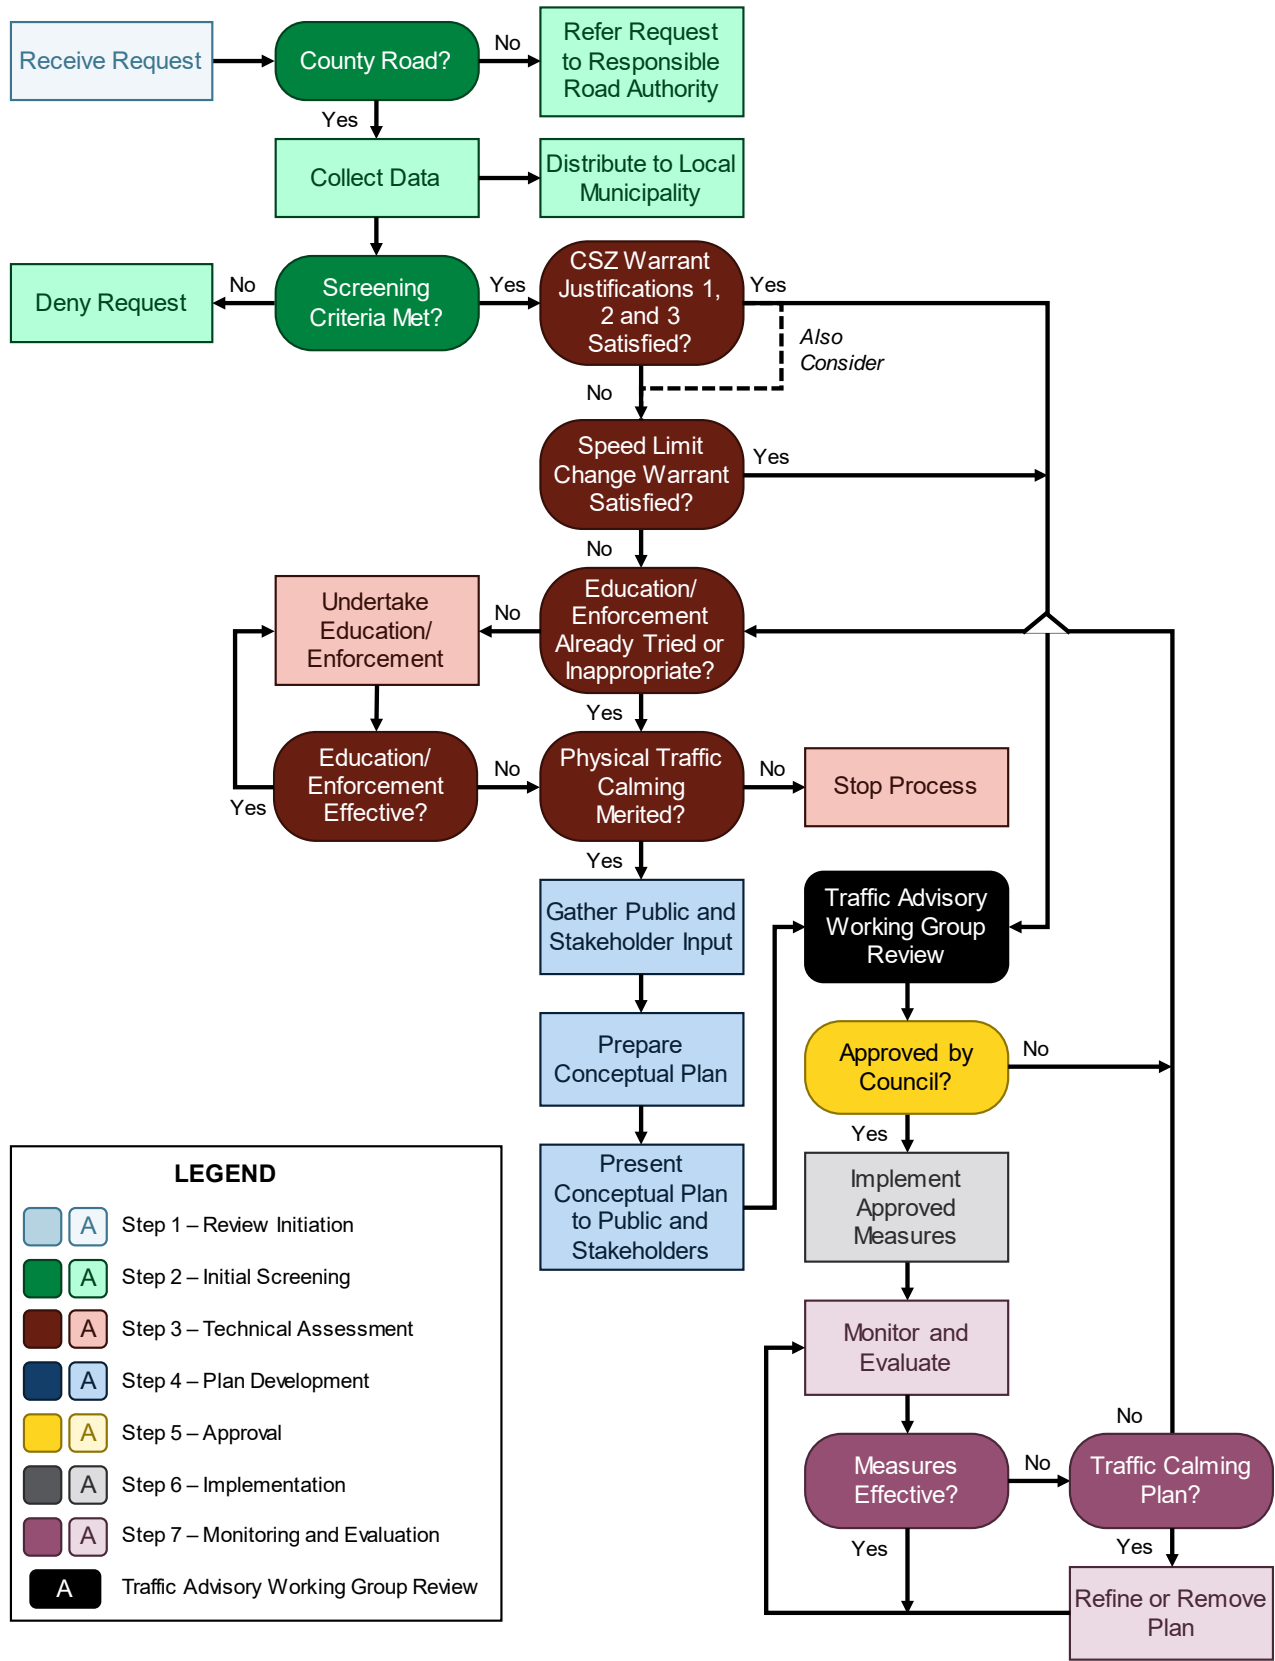 Receive Request
County Road?
No
Refer Request
to Responsible
Road Authority
Yes
Collect Data
Distribute to Local
Municipality
Deny Request
No
Screening
Criteria Met?
Yes
CSZ Warrant
Justifications 1,
2 and 3
Satisfied?
Yes
Also
Consider
No
Speed Limit
Change Warrant
Satisfied?
Yes
No
Undertake
Education/
Enforcement
No
Education/
Enforcement
Already Tried or
Inappropriate?
Yes
Education/
Enforcement
Effective?
Yes
No
Physical Traffic
Calming
Merited?
No
Stop Process
Yes
Gather Public and
Stakeholder Input
Traffic Advisory
Working Group
Review
Prepare
Conceptual Plan
Approved by
Council?
No
Yes
Present
Conceptual Plan
to Public and
Stakeholders
Implement
Approved
Measures
Monitor and
Evaluate
Measures
Effective?
No
No
Traffic Calming
Plan?
Yes
Yes
Refine or Remove
Plan
LEGEND
A Step 1 – Review Initiation
A Step 2 – Initial Screening
A Step 3 – Technical Assessment
A Step 4 – Plan Development
A Step 5 – Approval
A Step 6 – Implementation
A Step 7 – Monitoring and Evaluation
A Traffic Advisory Working Group Review